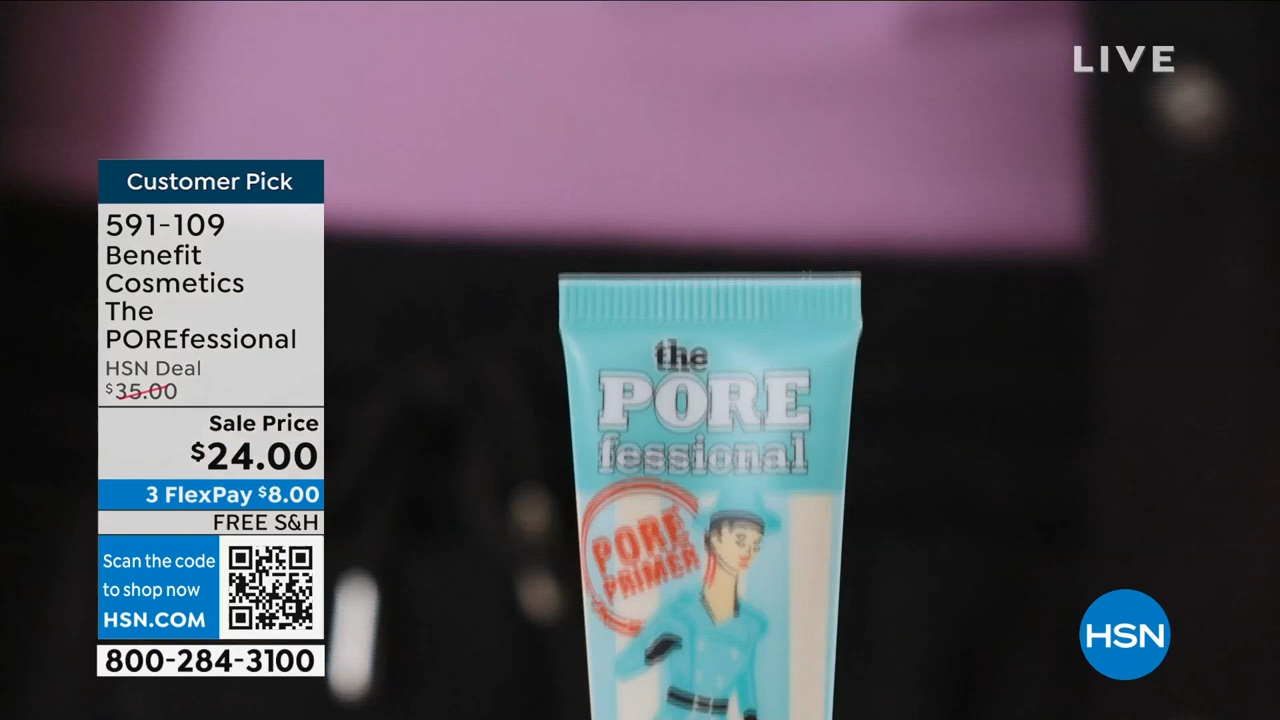 LIVE
Customer Pick
591-109
Benefit
Cosmetics
The
POREfessional
HSN Deal
$35.00
Sale Price
$24.00
3 FlexPay $8.00
FREE S&H
Scan the code
to shop now
HSN.COM
800-284-3100
the
PORE
fessional
PORE
PRIMER
HSN